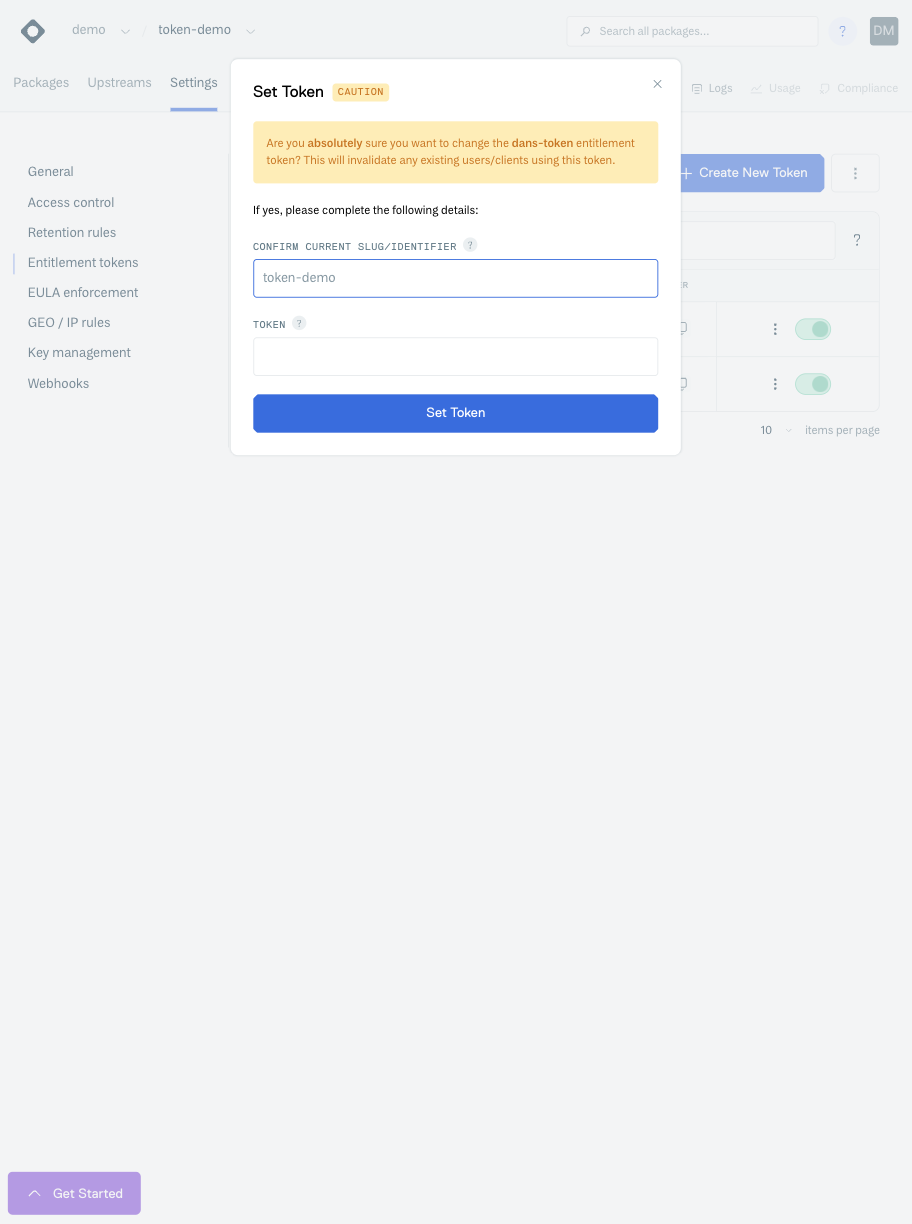 demo / token-demo
Search all packages...
?
DM
Packages
Upstreams
Settings
Logs
Usage
Compliance
Set Token CAUTION
Are you absolutely sure you want to change the dans-token entitlement
token? This will invalidate any existing users/clients using this token.
If yes, please complete the following details:
CONFIRM CURRENT SLUG/IDENTIFIER ?
token-demo
TOKEN ?
Set Token
General
Access control
Retention rules
Entitlement tokens
EULA enforcement
GEO / IP rules
Key management
Webhooks
+ Create New Token
?
10 items per page
Get Started